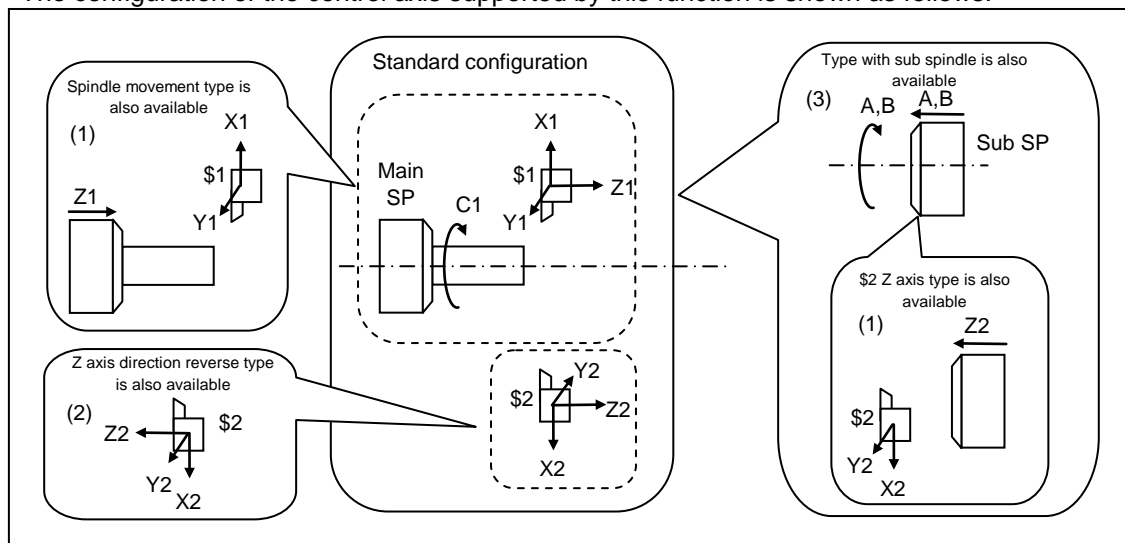 The configuration of the control axis supported by this function is shown as follows.
Spindle movement type is
also available
(1)
X1
$1
Z1
Y1
Standard configuration
X1
Main
SP
$1
Z1
C1
Y1
Type with sub spindle is also
available
(3)
A,B
A,B
Sub SP
Z axis direction reverse type
is also available
(2)
$2
Z2
Y2
X2
Y2
$2
Z2
X2
$2 Z axis type is also
available
(1)
Z2
$2
Y2
X2